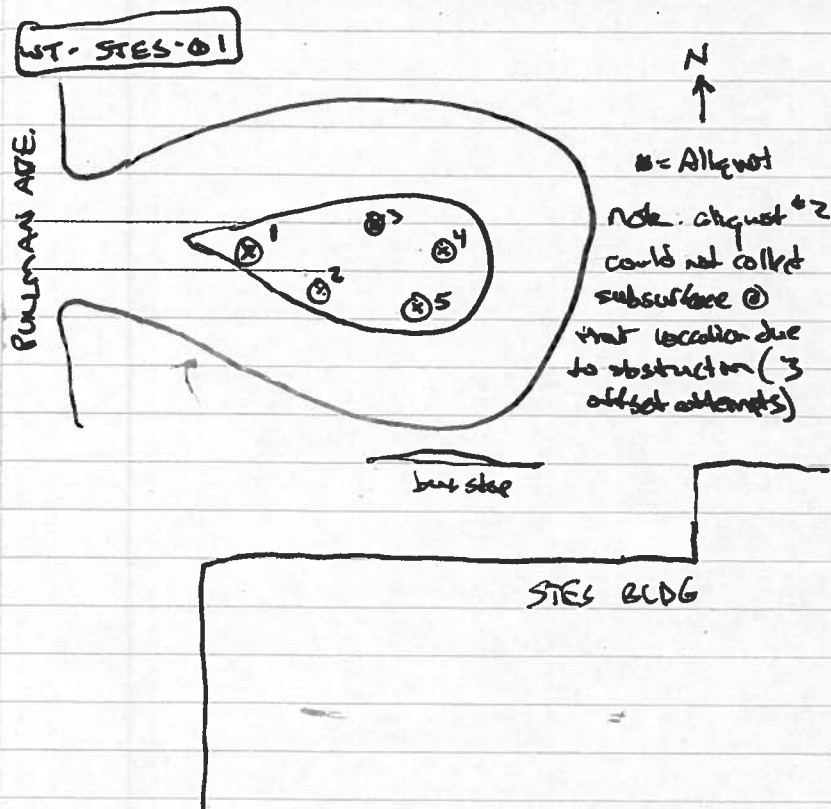 WT-STES-01
PULLMAN AVE.
N
= Aliquot
note: aliquot #2
could not collect
subsurface @
that location due
to obstruction (3
offset attempts)
1
2
3
4
5
bus stop
STES BLDG